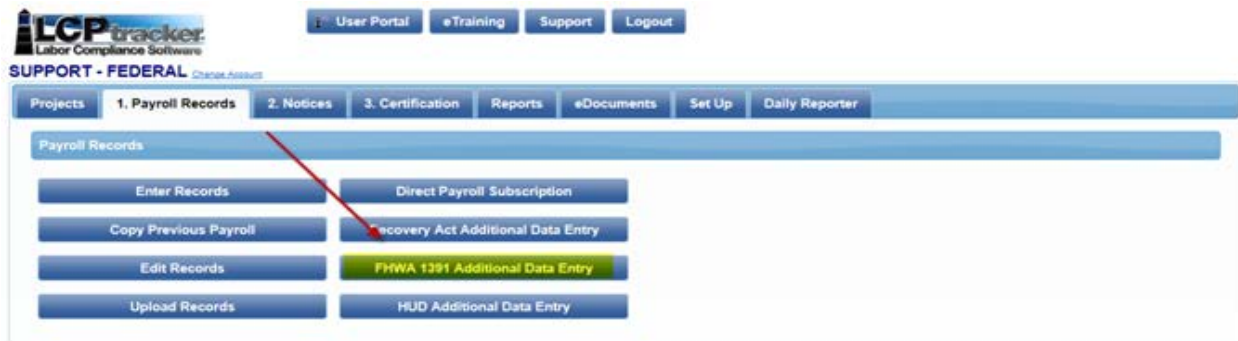 User Portal eTraining Support Logout
LCPtracker
Labor Compliance Software
SUPPORT - FEDERAL Change Account
Projects 1. Payroll Records 2. Notices 3. Certification Reports eDocuments Set Up Daily Reporter
Payroll Records
Enter Records Direct Payroll Subscription
Copy Previous Payroll Recovery Act Additional Data Entry
Edit Records FHWA 1391 Additional Data Entry
Upload Records HUD Additional Data Entry